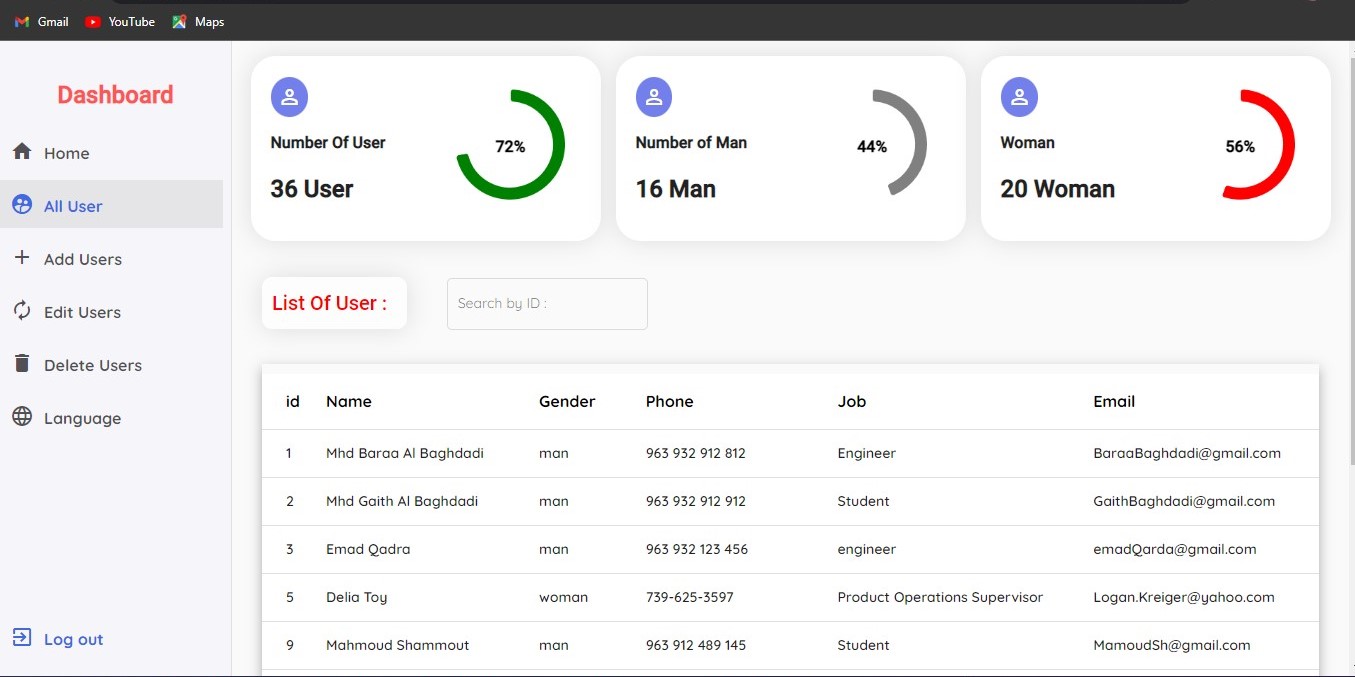 Gmail YouTube Maps
Dashboard
Home
All User
Add Users
Edit Users
Delete Users
Language
Log out
Number Of User
36 User
72%
Number of Man
16 Man
44%
Woman
20 Woman
56%
List Of User :
Search by ID :
id Name Gender Phone Job Email
1 Mhd Baraa Al Baghdadi man 963 932 912 812 Engineer BaraaBaghdadi@gmail.com
2 Mhd Gaith Al Baghdadi man 963 932 912 912 Student GaithBaghdadi@gmail.com
3 Emad Qadra man 963 932 123 456 engineer emadQarda@gmail.com
5 Delia Toy woman 739-625-3597 Product Operations Supervisor Logan.Kreiger@yahoo.com
9 Mahmoud Shammout man 963 912 489 145 Student MamoudSh@gmail.com